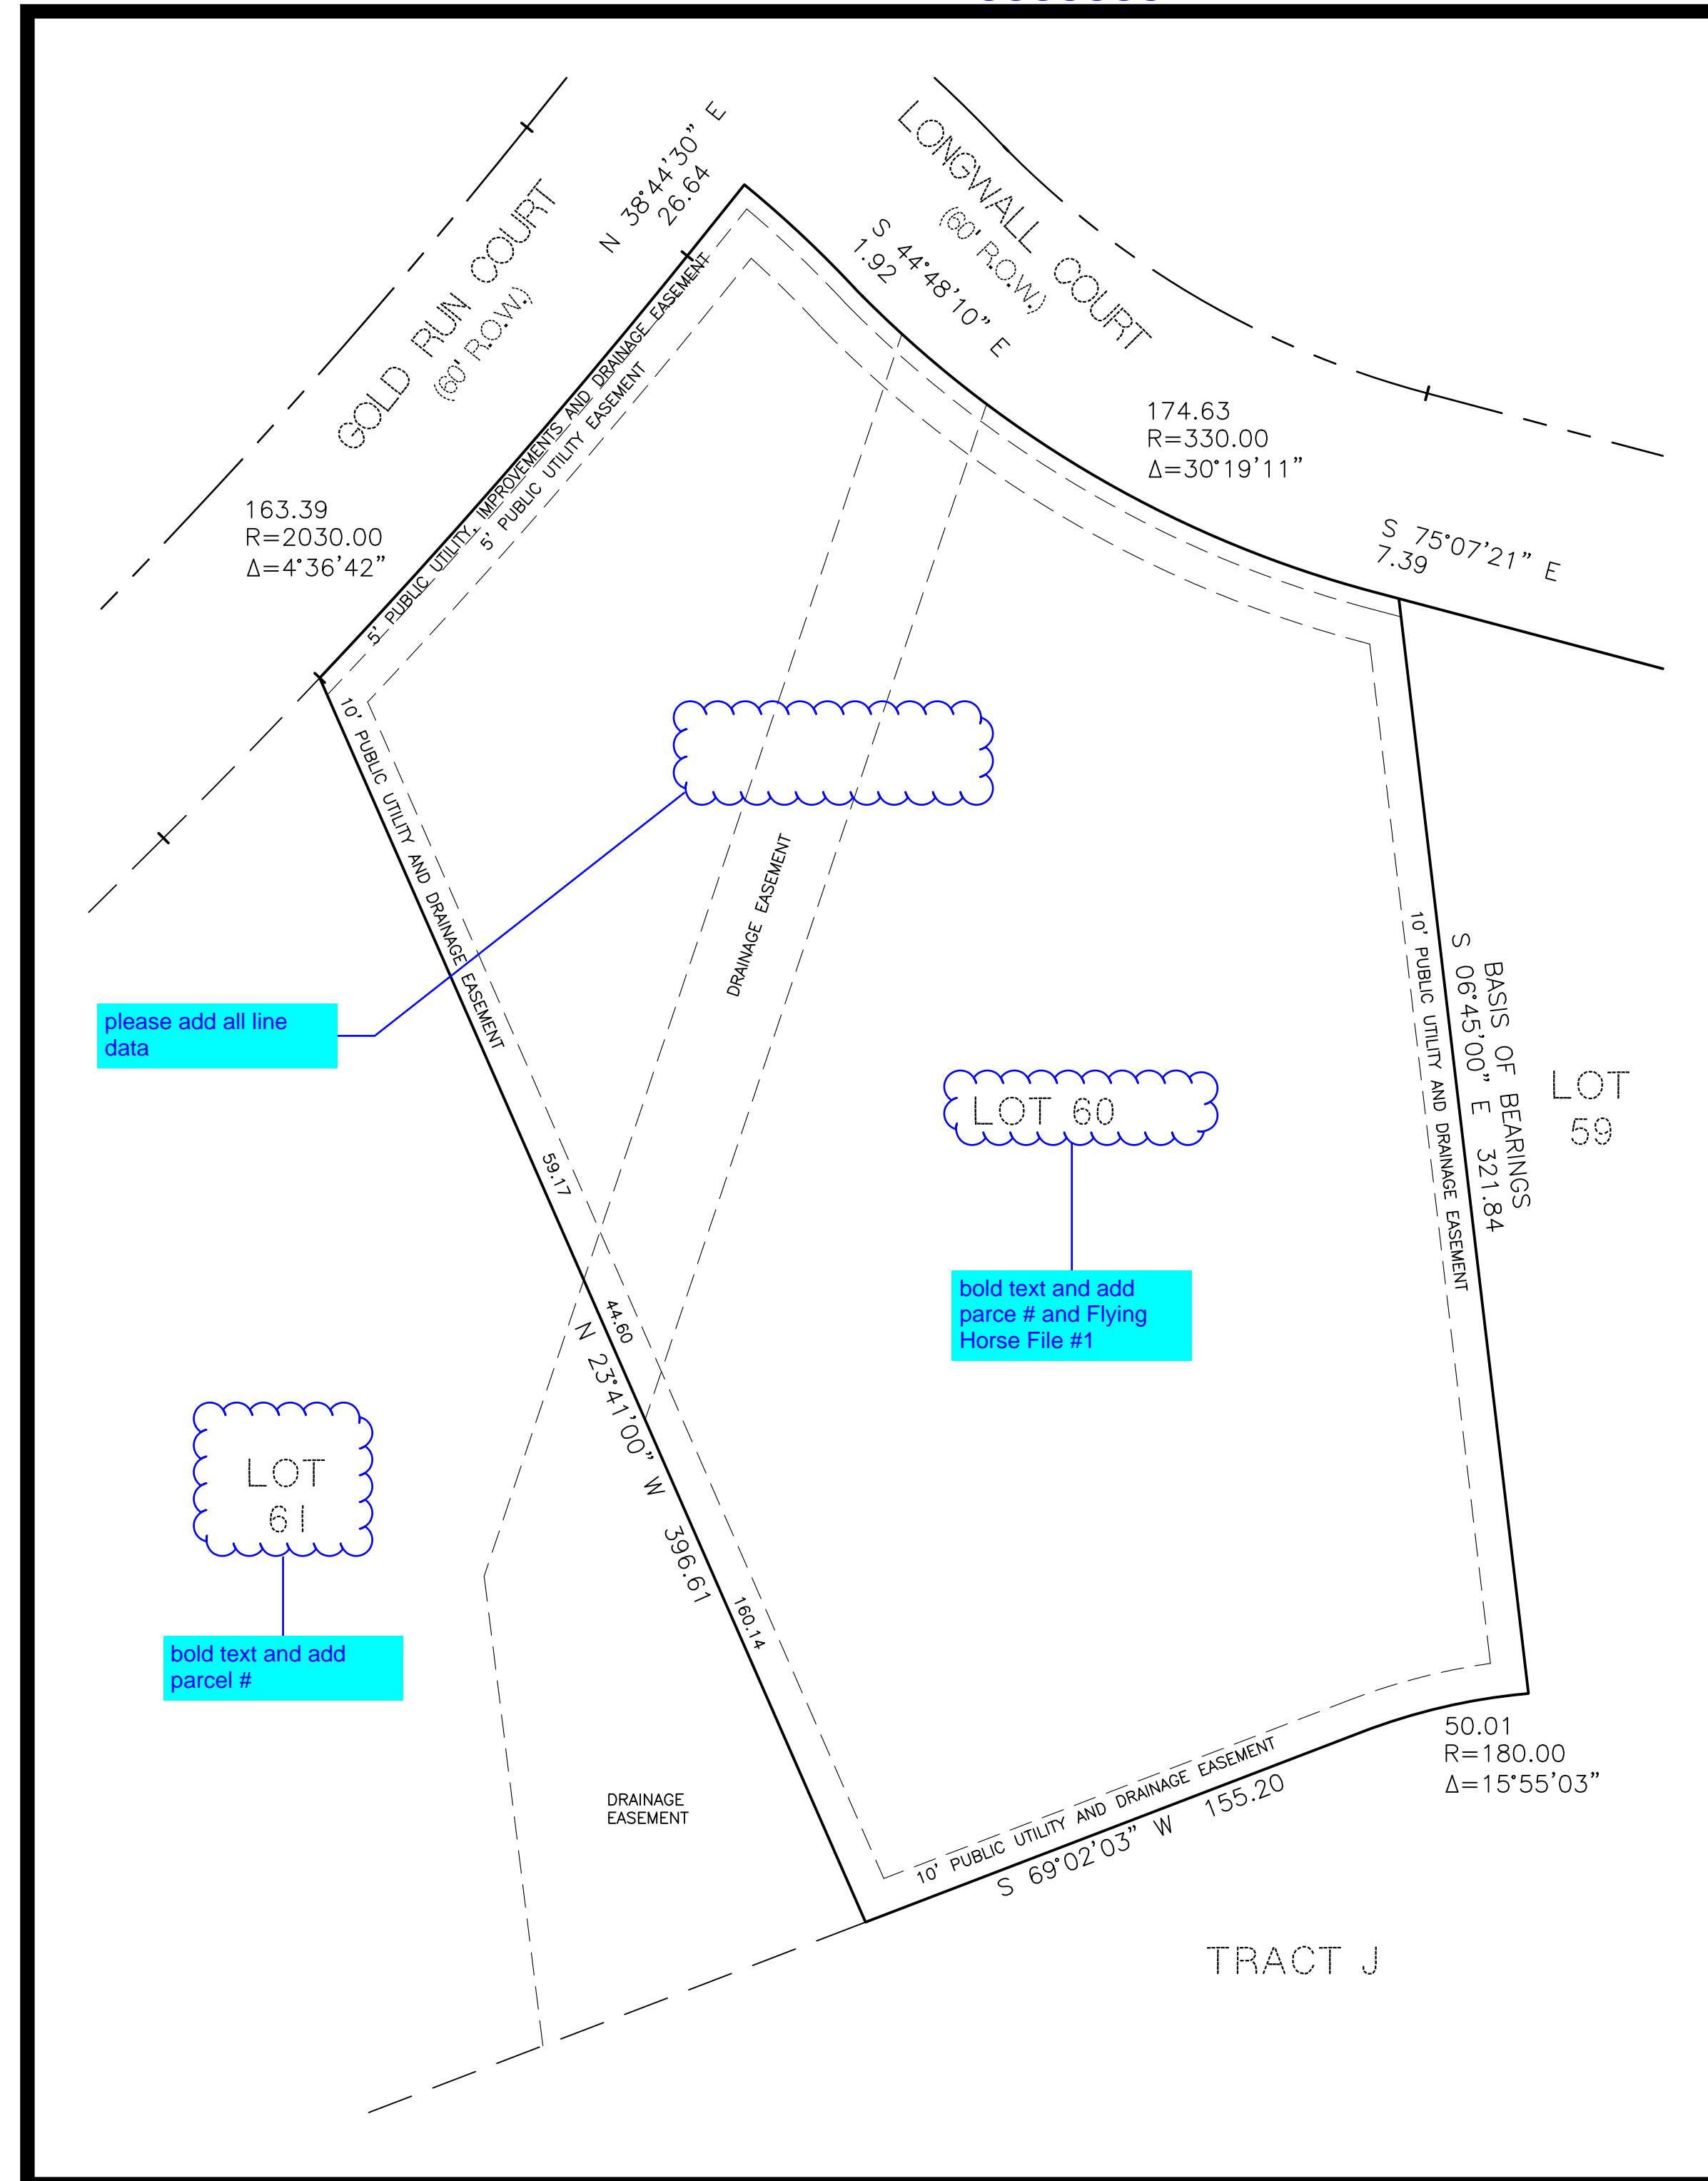 N 38°44'30" E
26.64
LONGWALL COURT
(60' R.O.W.)
GOLD RUN COURT
(60' R.O.W.)
S 44°48'10" E
1.92
5' PUBLIC UTILITY, IMPROVEMENTS AND DRAINAGE EASEMENT
5' PUBLIC UTILITY EASEMENT
174.63
R=330.00
Δ=30°19'11"
163.39
R=2030.00
Δ=4°36'42"
S 75°07'21" E
7.39
10' PUBLIC UTILITY AND DRAINAGE EASEMENT
DRAINAGE EASEMENT
10' PUBLIC UTILITY AND DRAINAGE EASEMENT
BASIS OF BEARINGS
S 06°45'00" E 321.84
please add all line
data
LOT 60
LOT
59
59.17
bold text and add
parce # and Flying
Horse File #1
44.60
N 23°41'00" W 396.61
LOT
61
160.14
bold text and add
parcel #
50.01
R=180.00
Δ=15°55'03"
DRAINAGE
EASEMENT
10' PUBLIC UTILITY AND DRAINAGE EASEMENT
S 69°02'03" W 155.20
TRACT J